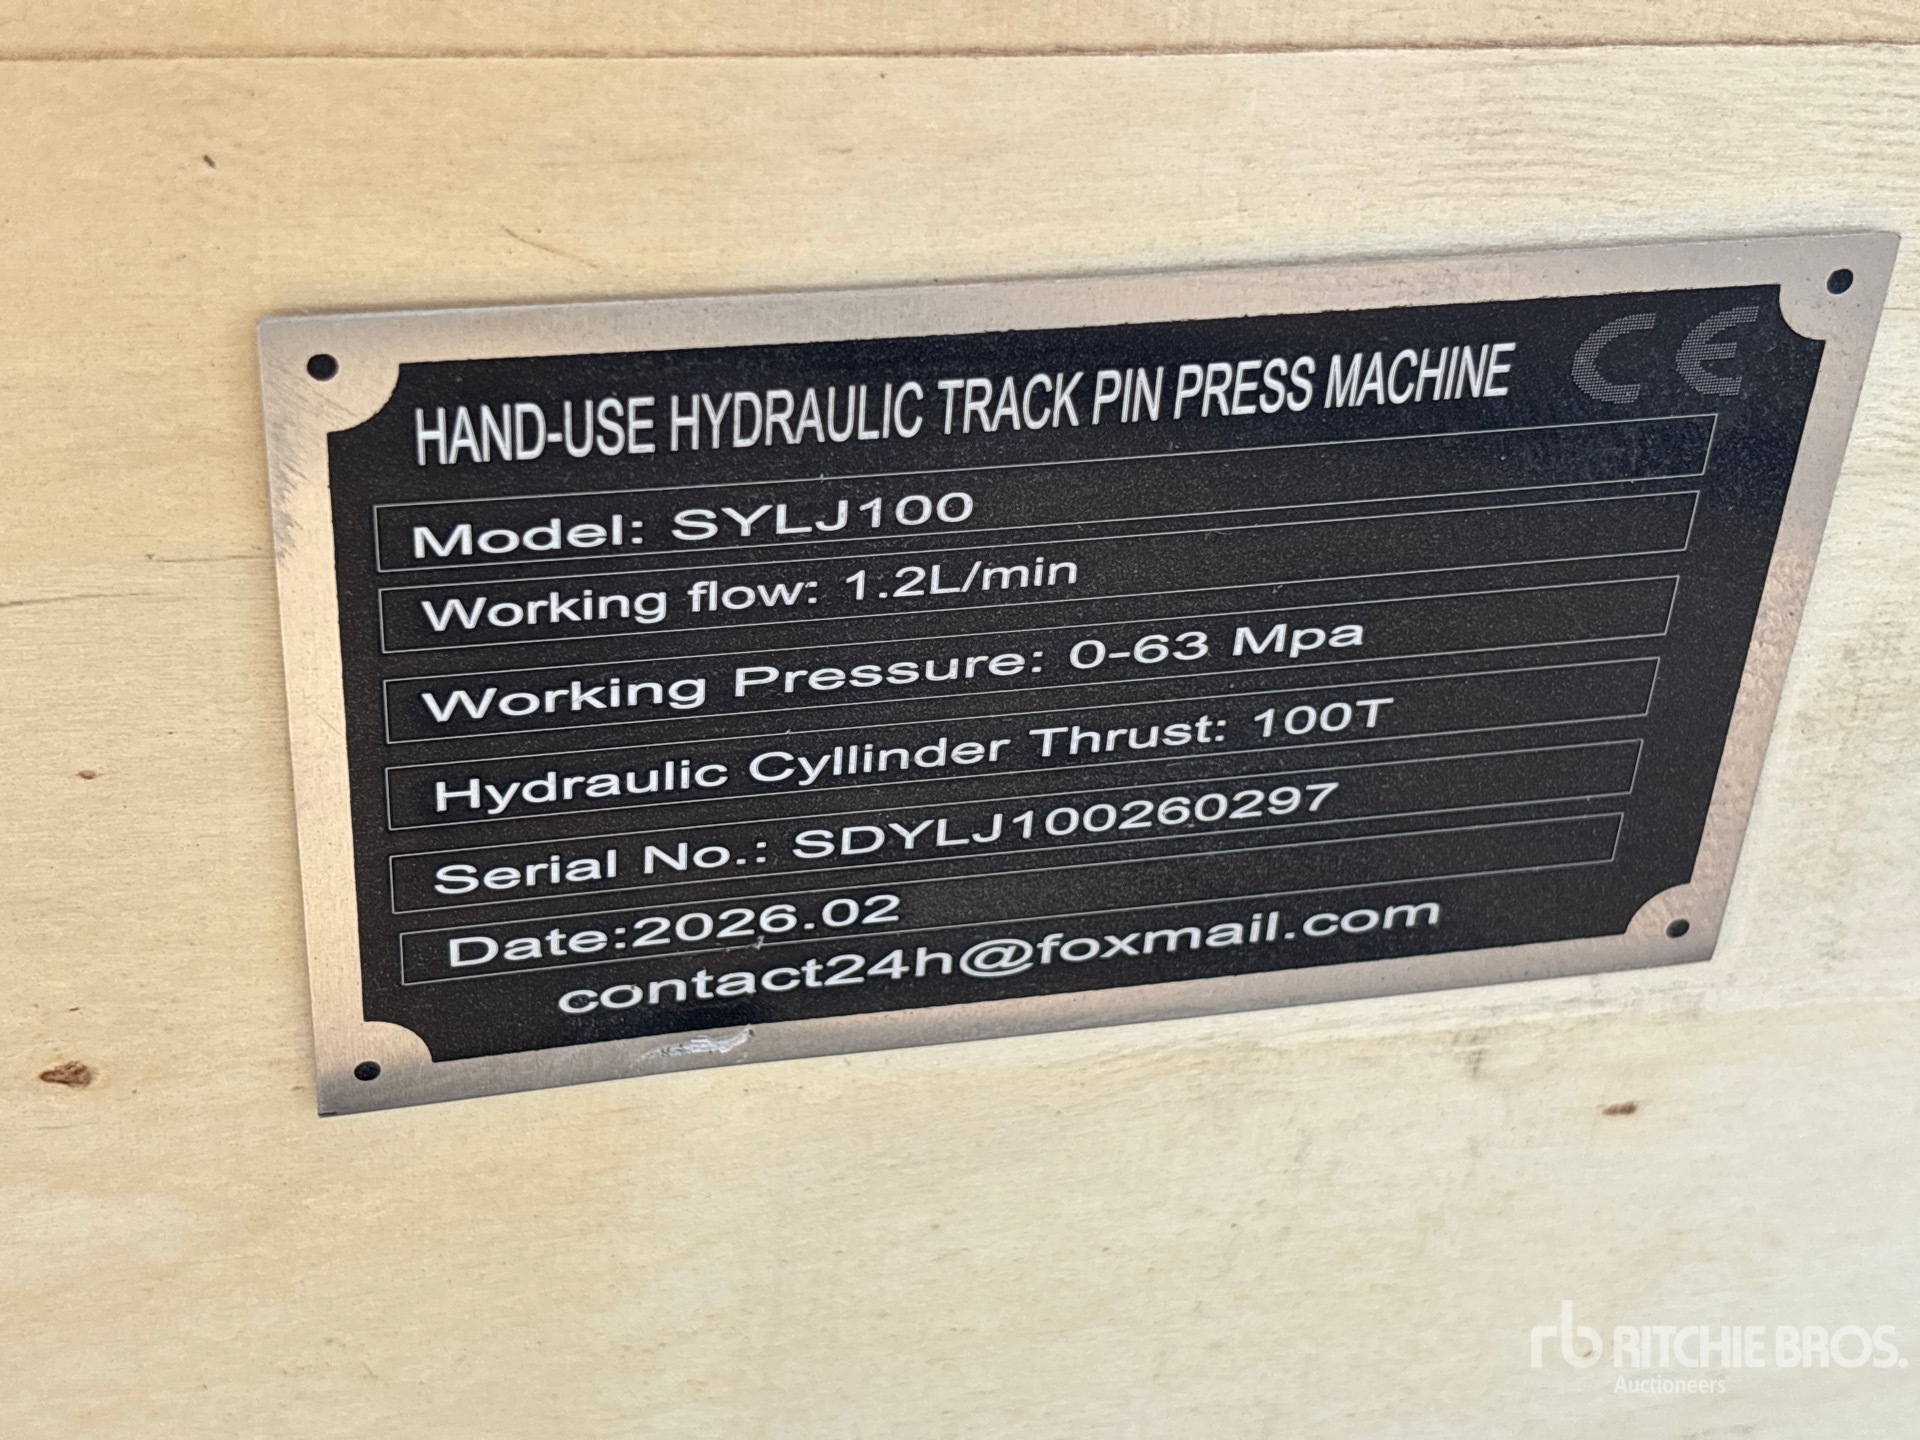 HAND-USE HYDRAULIC TRACK PIN PRESS MACHINE CE
Model: SYLJ100
Working flow: 1.2L/min
Working Pressure: 0-63 Mpa
Hydraulic Cyllinder Thrust: 100T
Serial No.: SDYLJ100260297
Date:2026.02
contact24h@foxmail.com
rb RITCHIE BROS.
Auctioneers